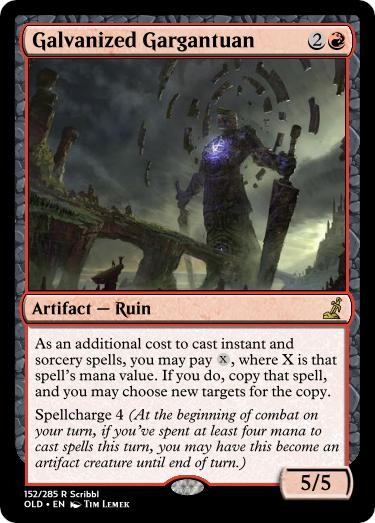 Galvanized Gargantuan 2
Artifact — Ruin
As an additional cost to cast instant and
sorcery spells, you may pay X, where X is that
spell's mana value. If you do, copy that spell,
and you may choose new targets for the copy.
Spellcharge 4 (At the beginning of combat on
your turn, if you've spent at least four mana to
cast spells this turn, you may have this become an
artifact creature until end of turn.)
5/5
152/285 R Scribbl
OLD • EN Tim Lemek